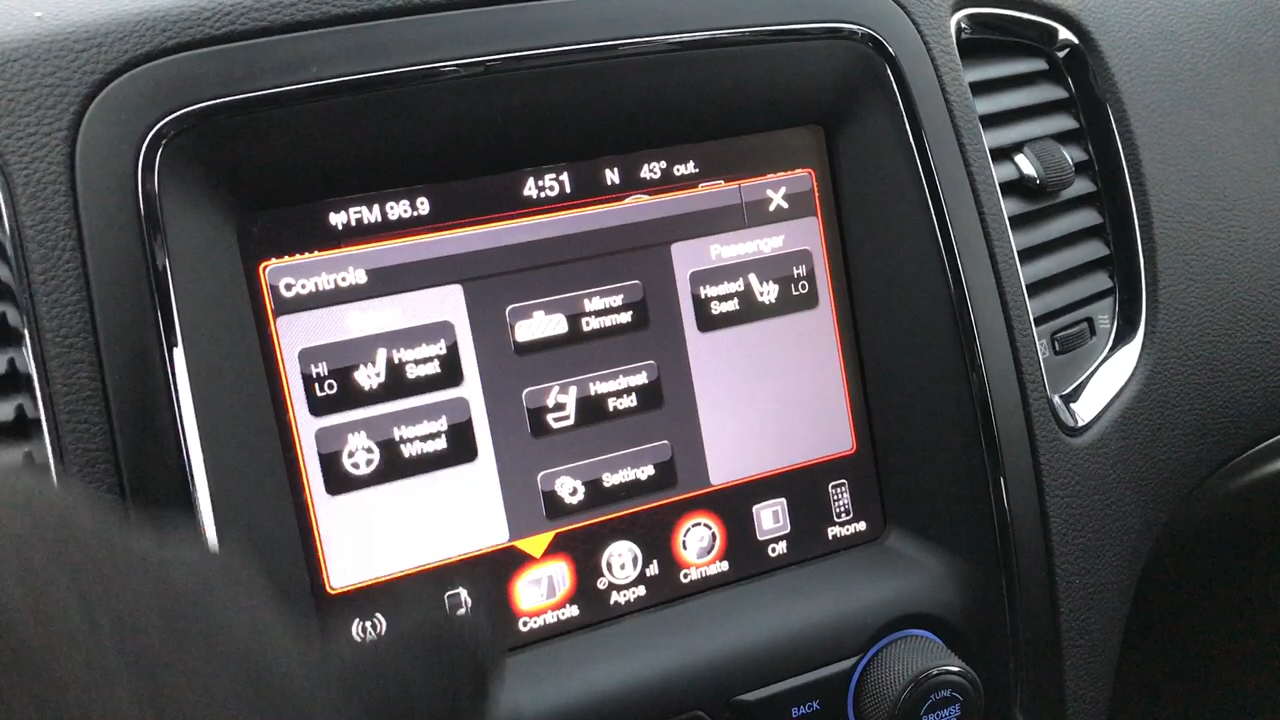 FM 96.9
4:51
N
43° out.
Controls
Passenger
HI
LO
Heated
Seat
Mirror
Dimmer
Heated
Seat
HI
LO
Heated
Wheel
Headrest
Fold
Settings
Controls
Apps
Climate
Off
Phone
BACK
TUNE
BROWSE